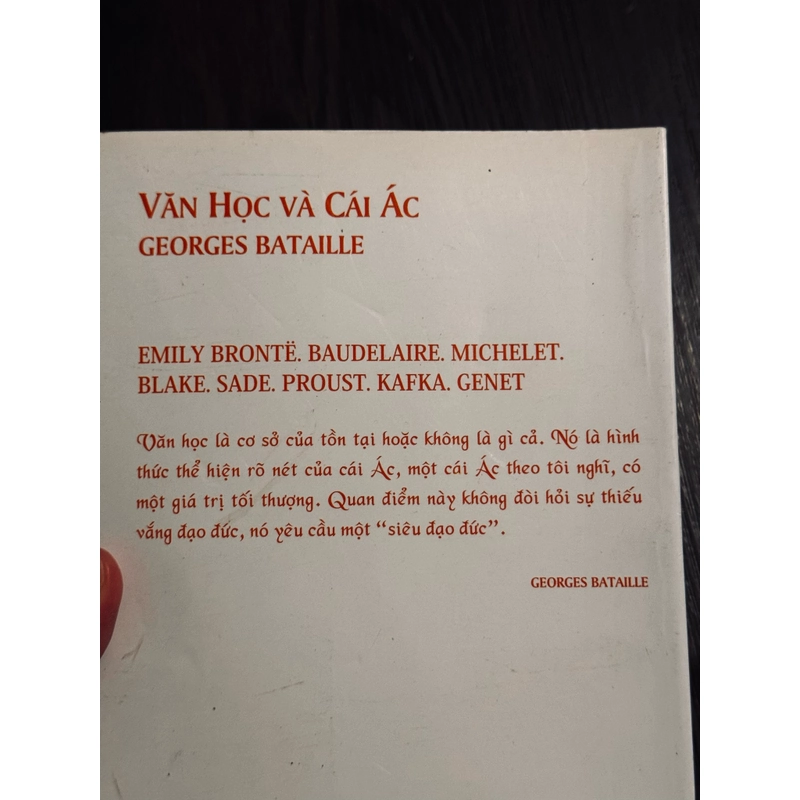 VĂN HỌC VÀ CÁI ÁC
GEORGES BATAILLE
EMILY BRONTË. BAUDELAIRE. MICHELET.
BLAKE. SADE. PROUST. KAFKA. GENET
Văn học là cơ sở của tồn tại hoặc không là gì cả. Nó là hình
thức thể hiện rõ nét của cái Ác, một cái Ác theo tôi nghĩ, có
một giá trị tối thượng. Quan điểm này không đòi hỏi sự thiếu
vắng đạo đức, nó yêu cầu một “siêu đạo đức”.
GEORGES BATAILLE